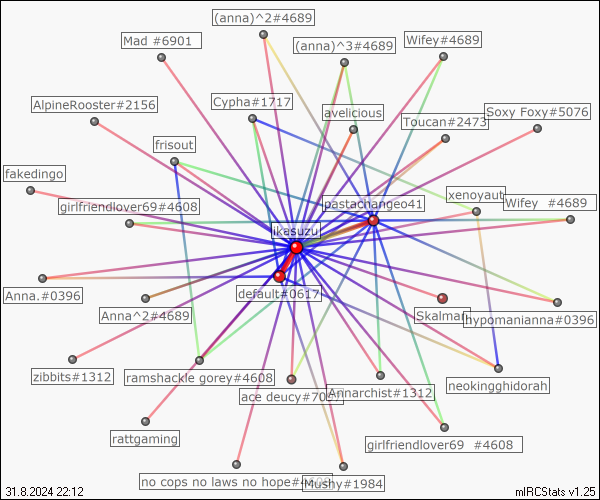 (anna)^2#4689
Mad #6901
(anna)^3#4689
Wifey#4689
AlpineRooster#2156
Cypha#1717
avelicious
Toucan#2473
Soxy Foxy#5076
frisout
fakedingo
girlfriendlover69#4608
pastachangeo41
xenoyaut
Wifey #4689
ikesuzu
Anna.#0396
default#0617
Anna^2#4689
Skalman
hypomanianna#0396
zibbits#1312
ramshackle gorey#4608
ace deucy#7027
Annarchist#1312
neokingghidorah
rattgaming
girlfriendlover69 #4608
no cops no laws no hope#4608
Mushy#1984
31.8.2024 22:12
mIRCStats v1.25